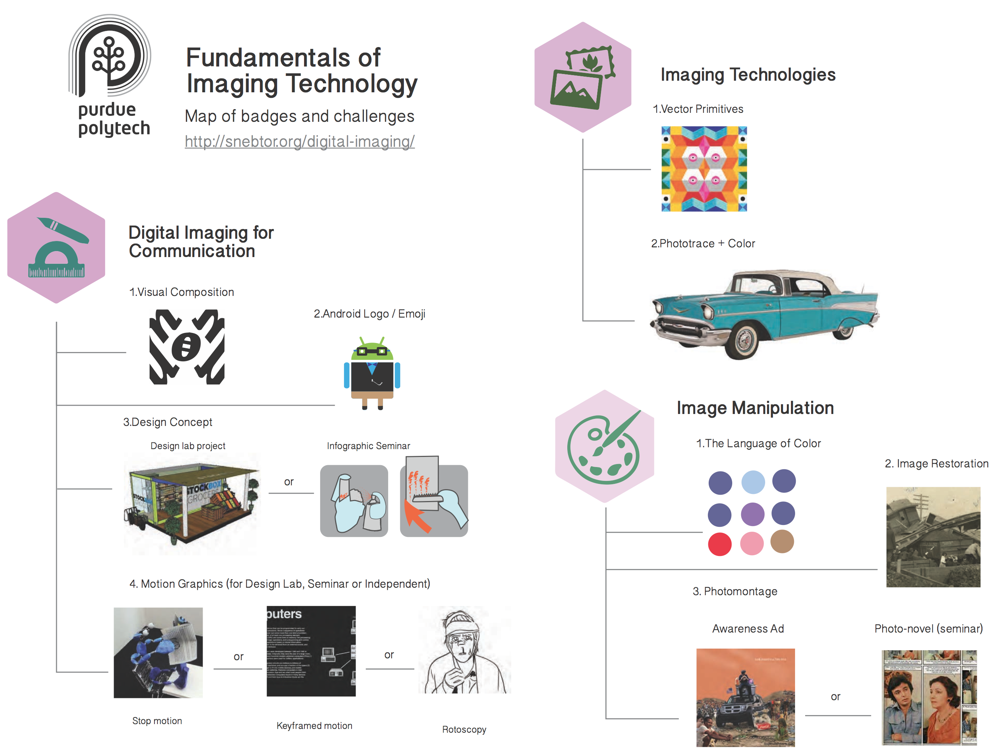 purdue
polytech
Fundamentals of
Imaging Technology
Map of badges and challenges
http://snebtor.org/digital-imaging/
Digital Imaging for
Communication
1.Visual Composition
2.Android Logo / Emoji
3.Design Concept
Design lab project
STOCKBOX
GROCERS
STOCKBOX
or
Infographic Seminar
4. Motion Graphics (for Design Lab, Seminar or Independent)
or
puters
or
Stop motion
Keyframed motion
Rotoscopy
Imaging Technologies
1.Vector Primitives
2.Phototrace + Color
Image Manipulation
1.The Language of Color
2. Image Restoration
3. Photomontage
Awareness Ad
Photo-novel (seminar)
or